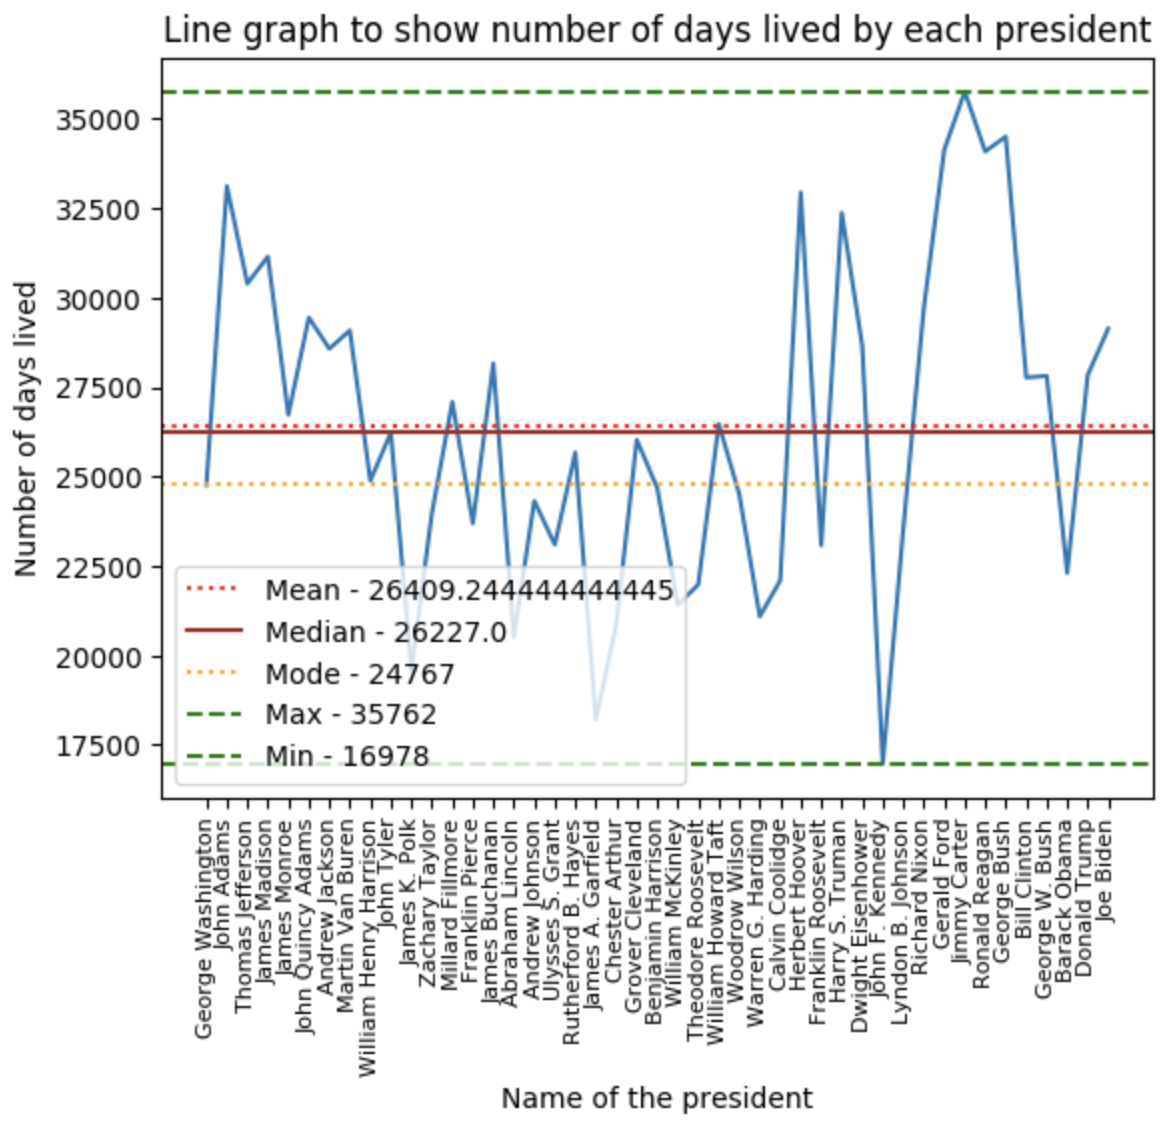 Line graph to show number of days lived by each president
35000
32500
30000
27500
25000
22500
20000
17500
Number of days lived
Mean - 26409.244444444445
Median - 26227.0
Mode - 24767
Max - 35762
Min - 16978
George Washington
John Adams
Thomas Jefferson
James Madison
James Monroe
John Quincy Adams
Andrew Jackson
Martin Van Buren
William Henry Harrison
John Tyler
James K. Polk
Zachary Taylor
Millard Fillmore
Franklin Pierce
James Buchanan
Abraham Lincoln
Andrew Johnson
Ulysses S. Grant
Rutherford B. Hayes
James A. Garfield
Chester Arthur
Grover Cleveland
Benjamin Harrison
William McKinley
Theodore Roosevelt
William Howard Taft
Woodrow Wilson
Warren G. Harding
Calvin Coolidge
Herbert Hoover
Franklin Roosevelt
Harry S. Truman
Dwight Eisenhower
John F. Kennedy
Lyndon B. Johnson
Richard Nixon
Gerald Ford
Jimmy Carter
Ronald Reagan
George Bush
Bill Clinton
George W. Bush
Barack Obama
Donald Trump
Joe Biden
Name of the president